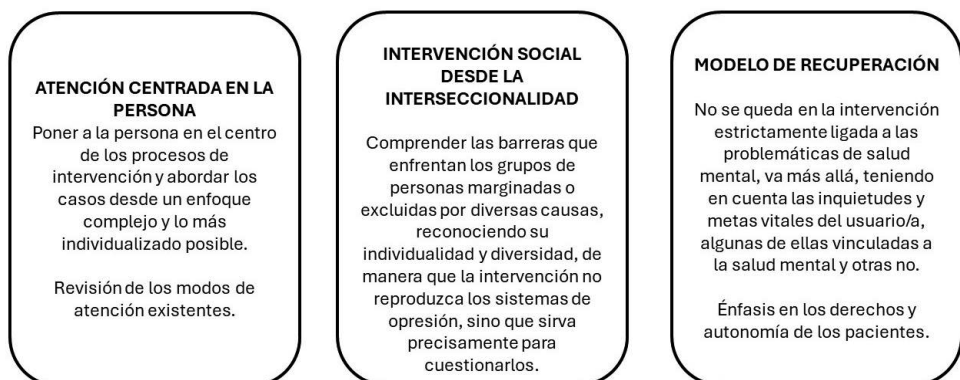 ATENCIÓN CENTRADA EN LA
PERSONA
Poner a la persona en el centro
de los procesos de
intervención y abordar los
casos desde un enfoque
complejo y lo más
individualizado posible.
Revisión de los modos de
atención existentes.
INTERVENCIÓN SOCIAL
DESDE LA
INTERSECCIONALIDAD
Comprender las barreras que
enfrentan los grupos de
personas marginadas o
excluidas por diversas causas,
reconociendo su
individualidad y diversidad, de
manera que la intervención no
reproduzca los sistemas de
opresión, sino que sirva
precisamente para
cuestionarlos.
MODELO DE RECUPERACIÓN
No se queda en la intervención
estrictamente ligada a las
problemáticas de salud
mental, va más allá, teniendo
en cuenta las inquietudes y
metas vitales del usuario/a,
algunas de ellas vinculadas a
la salud mental y otras no.
Énfasis en los derechos y
autonomía de los pacientes.